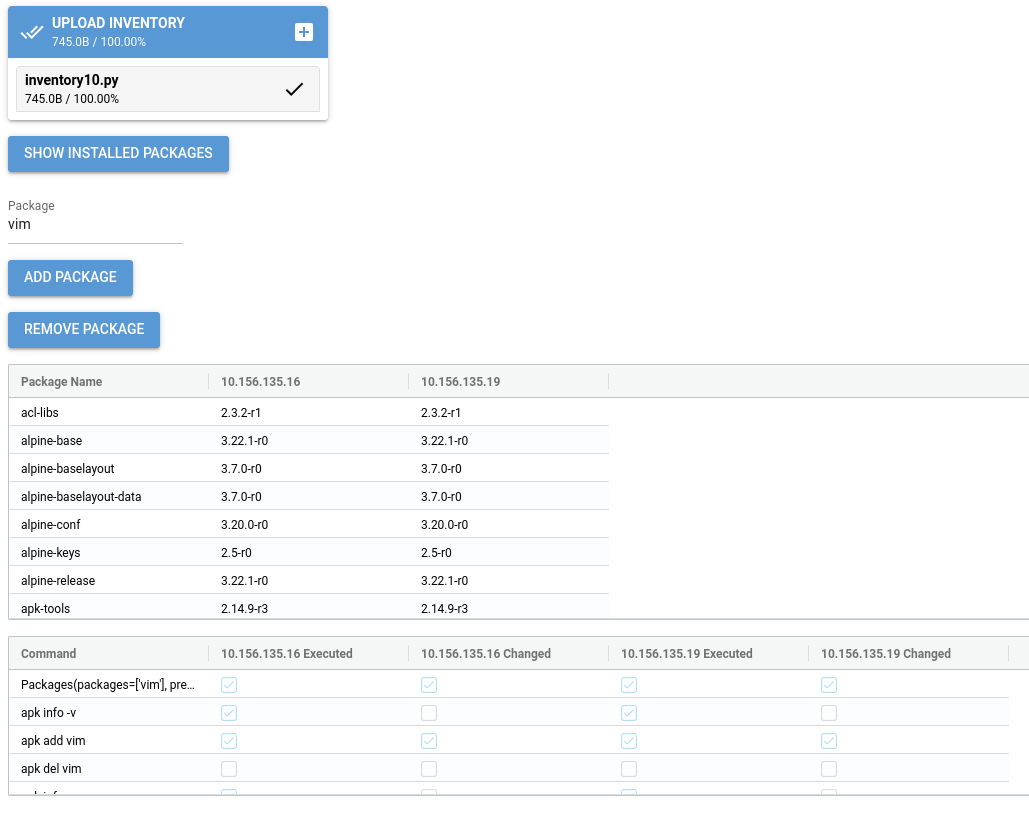 UPLOAD INVENTORY
745.0B / 100.00%
inventory10.py
745.0B / 100.00%
SHOW INSTALLED PACKAGES
Package
vim
ADD PACKAGE
REMOVE PACKAGE
Package Name 10.156.135.16 10.156.135.19
acl-libs 2.3.2-r1 2.3.2-r1
alpine-base 3.22.1-r0 3.22.1-r0
alpine-baselayout 3.7.0-r0 3.7.0-r0
alpine-baselayout-data 3.7.0-r0 3.7.0-r0
alpine-conf 3.20.0-r0 3.20.0-r0
alpine-keys 2.5-r0 2.5-r0
alpine-release 3.22.1-r0 3.22.1-r0
apk-tools 2.14.9-r3 2.14.9-r3
Command 10.156.135.16 Executed 10.156.135.16 Changed 10.156.135.19 Executed 10.156.135.19 Changed
Packages(packages=['vim'], pre...
apk info -v
apk add vim
apk del vim